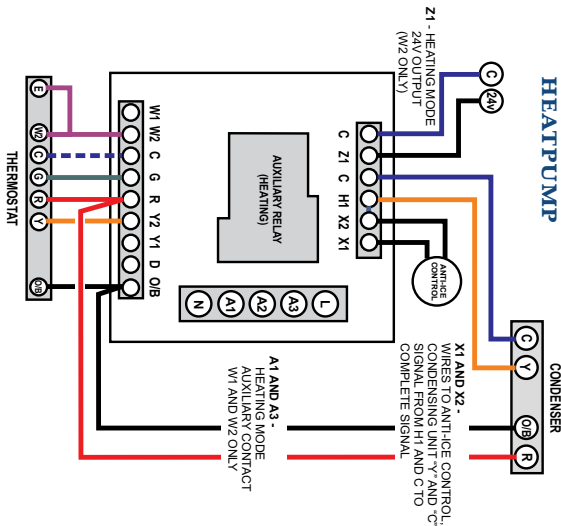 HEATPUMP
Z1 - HEATING MODE
24V OUTPUT
(W2 ONLY)
C
24v
C
Z1
C
H1
X2
X1
ANTI-ICE
CONTROL
CONDENSER
C
Y
O/B
R
X1 AND X2 -
WIRES TO ANTI-ICE CONTROL,
CONDENSING UNIT "Y" AND "C"
SIGNAL FROM H1 AND C TO
COMPLETE SIGNAL
AUXILIARY RELAY
(HEATING)
L
A3
A2
A1
N
A1 AND A3 -
HEATING MODE
AUXILIARY CONTACT
W1 AND W2 ONLY
W1
W2
C
G
R
Y2
Y1
D
O/B
E
W2
C
G
R
Y
O/B
THERMOSTAT